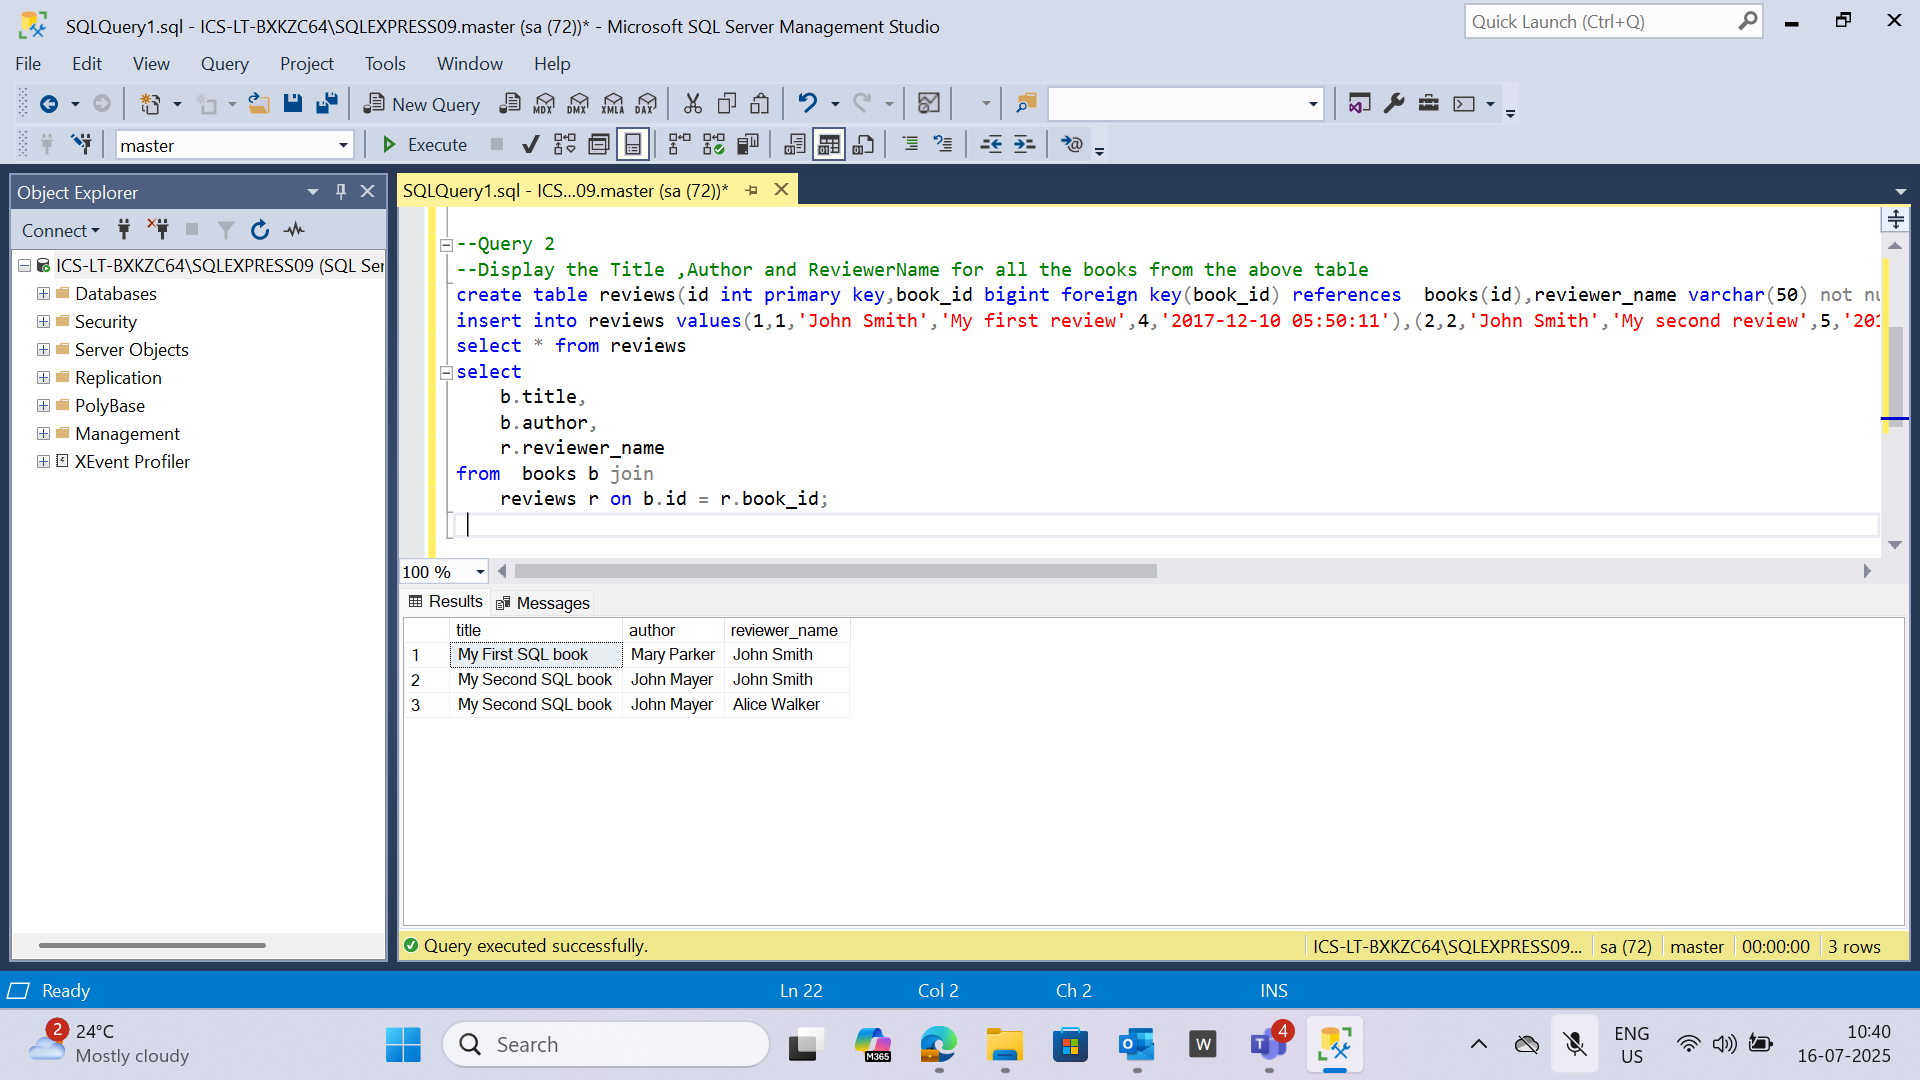 SQLQuery1.sql - ICS-LT-BXKZC64\SQLEXPRESS09.master (sa (72))* - Microsoft SQL Server Management Studio
Quick Launch (Ctrl+Q)
File Edit View Query Project Tools Window Help
New Query MDX DMX XMLA DAX
master Execute
Object Explorer
SQLQuery1.sql - ICS...09.master (sa (72))*
Connect
ICS-LT-BXKZC64\SQLEXPRESS09 (SQL Ser
Databases
Security
Server Objects
Replication
PolyBase
Management
XEvent Profiler
--Query 2
--Display the Title ,Author and ReviewerName for all the books from the above table
create table reviews(id int primary key,book_id bigint foreign key(book_id) references  books(id),reviewer_name varchar(50) not nu
insert into reviews values(1,1,'John Smith','My first review',4,'2017-12-10 05:50:11'),(2,2,'John Smith','My second review',5,'201
select * from reviews
select
b.title,
b.author,
r.reviewer_name
from  books b join
reviews r on b.id = r.book_id;
100 %
Results Messages
title author reviewer_name
1 My First SQL book Mary Parker John Smith
2 My Second SQL book John Mayer John Smith
3 My Second SQL book John Mayer Alice Walker
Query executed successfully.
ICS-LT-BXKZC64\SQLEXPRESS09... sa (72) master 00:00:00 3 rows
Ready Ln 22 Col 2 Ch 2 INS
2 24°C
Mostly cloudy
Search
M365
W
T 4
ENG
US
10:40
16-07-2025